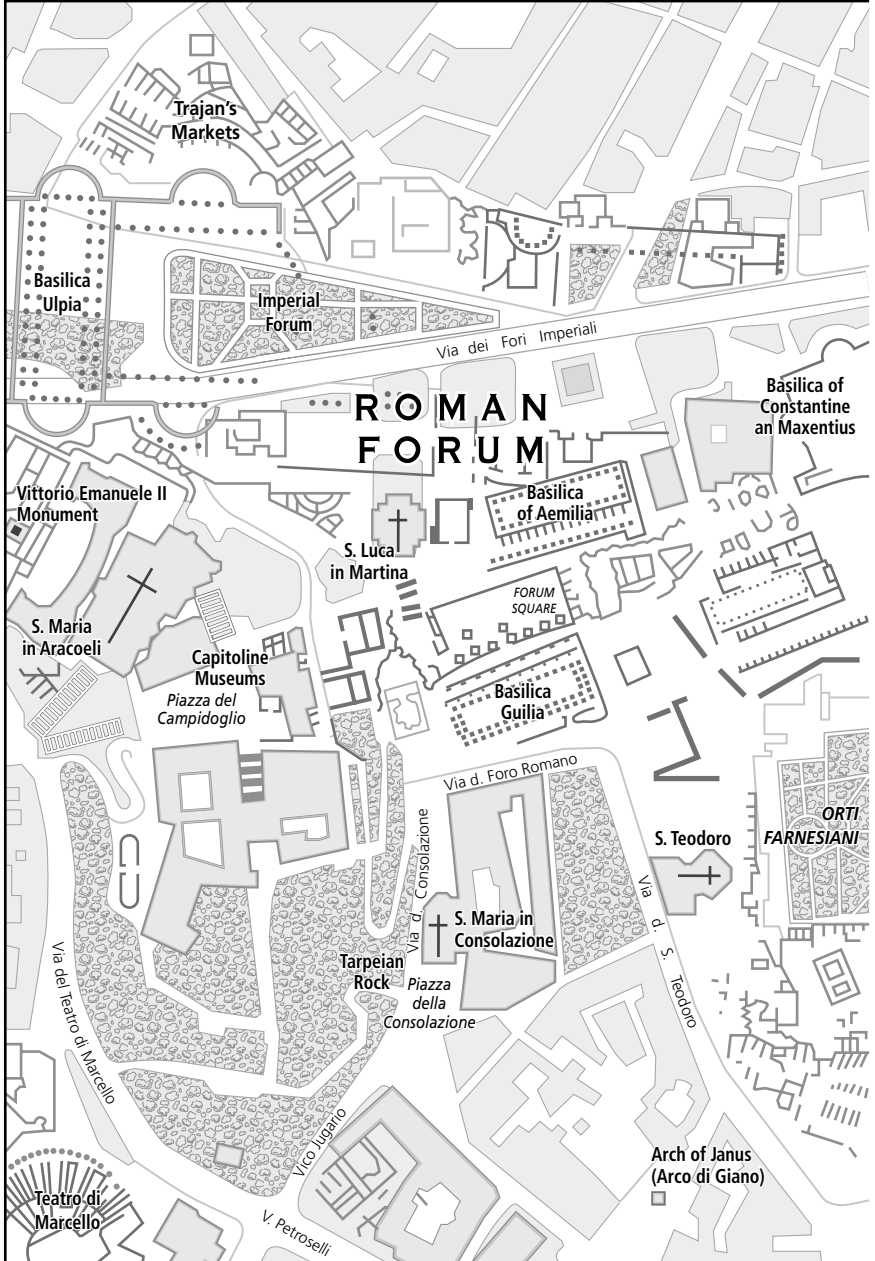 Trajan's
Markets
Basilica
Ulpia
Imperial
Forum
Via dei Fori Imperiali
ROMAN
FORUM
Basilica of
Constantine
an Maxentius
Vittorio Emanuele II
Monument
Basilica
of Aemilia
S. Luca
in Martina
FORUM
SQUARE
S. Maria
in Aracoeli
Capitoline
Museums
Piazza del
Campidoglio
Basilica
Guilia
Via d. Foro Romano
ORTI
FARNESIANI
S. Teodoro
Via d. Consolazione
S. Maria in
Consolazione
Via d. S. Teodoro
Tarpeian
Rock
Piazza
della
Consolazione
Via del Teatro di Marcello
Vico Jugario
Arch of Janus
(Arco di Giano)
Teatro di
Marcello
V. Petroselli